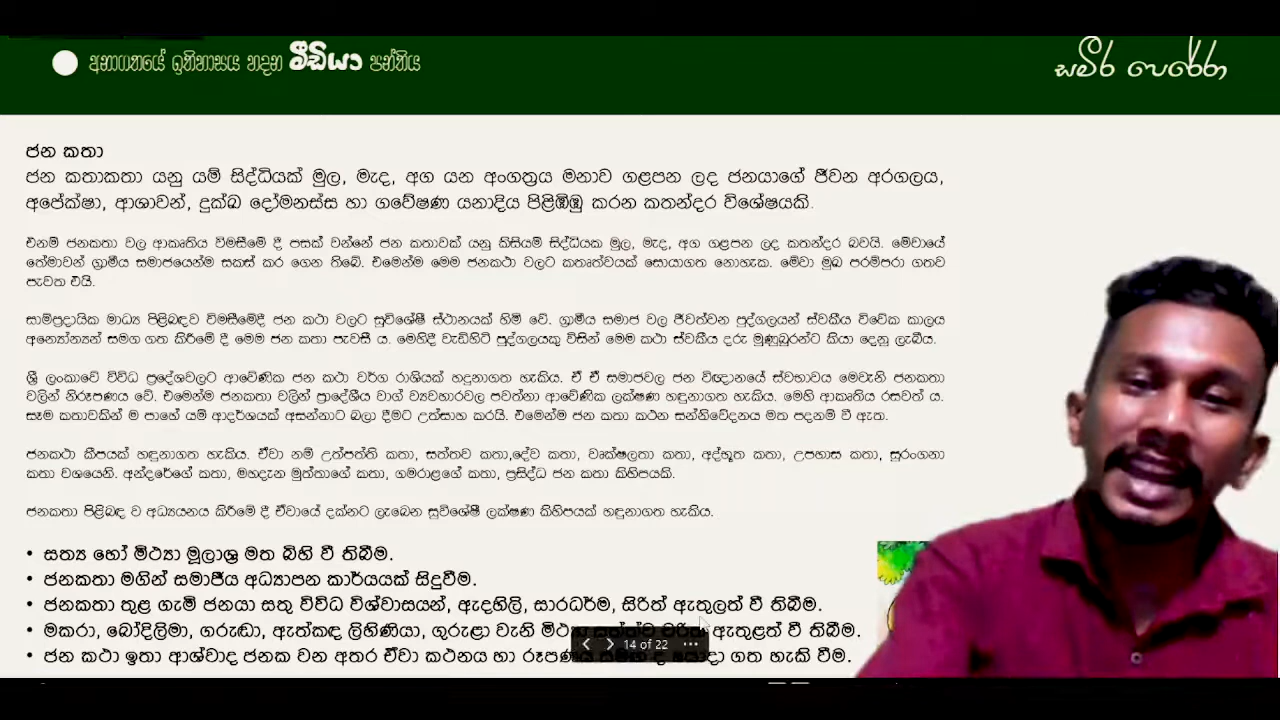 අනාගතයේ ඉතිහාසය හදන මීඩියා පන්තිය
සමීර පෙරේරා
ජන කතා
ජන කතාකතා යනු යම් සිද්ධියක් මුල, මැද, අග යන අංගත්‍රය මනාව ගළපන ලද ජනයාගේ ජීවන අරගලය,
අපේක්ෂා, ආශාවන්, දුක්ඛ දෝමනස්ස හා ගවේෂණ යනාදිය පිළිඹිඹු කරන කතන්දර විශේෂයකි.
එනම් ජනකතා වල ආකෘතිය විමසීමේ දී පසක් වන්නේ ජන කතාවක් යනු කිසියම් සිද්ධියක මුල, මැද, අග ගළපන ලද කතන්දර බවයි. මේවායේ
තේමාවන් ග්‍රාමීය සමාජයෙන්ම සකස් කර ගෙන තිබේ. එමෙන්ම මෙම ජනකථා වලට කතෘත්වයක් සොයාගත නොහැක. මේවා මුඛ පරම්පරා ගතව
පැවත එයි.
සාම්ප්‍රදායික මාධ්‍ය පිළිබඳව විමසීමේදී ජන කථා වලට සුවිශේෂී ස්ථානයක් හිමි වේ. ග්‍රාමීය සමාජ වල ජීවත්වන පුද්ගලයන් ස්වකීය විවේක කාලය
අන්‍යෝන්‍යන් සමග ගත කිරීමේ දී මෙම ජන කතා පැවසී ය. මෙහිදී වැඩිහිටි පුද්ගලයකු විසින් මෙම කථා ස්වකීය දරු මුණුබුරන්ට කියා දෙනු ලැබීය.
ශ්‍රී ලංකාවේ විවිධ ප්‍රදේශවලට ආවේණික ජන කථා වර්ග රාශියක් හඳුනාගත හැකිය. ඒ ඒ සමාජවල ජන විඥානයේ ස්වභාවය මෙවැනි ජනකතා
වලින් නිරූපණය වේ. එමෙන්ම ජනකතා වලින් ප්‍රාදේශීය වාග් ව්‍යවහාරවල පවත්නා ආවේණික ලක්ෂණ හඳුනාගත හැකිය. මෙහි ආකෘතිය රසවත් ය.
සෑම කතාවකින් ම පාහේ යම් ආදර්ශයක් අසන්නාට බලා දීමට උත්සාහ කරයි. එමෙන්ම ජන කතා කථන සන්නිවේදනය මත පදනම් වී ඇත.
ජනකථා කීපයක් හඳුනාගත හැකිය. ඒවා නම් උත්පත්ති කතා, සත්තව කතා,දේව කතා, වෘක්ෂලතා කතා, අද්භූත කතා, උපහාස කතා, සුරංගනා
කතා වශයෙනි. අන්දරේගේ කතා, මහදැන මුත්තාගේ කතා, ගමරාළගේ කතා, ප්‍රසිද්ධ ජන කතා කිහිපයකි.
ජනකතා පිළිබඳ ව අධ්‍යයනය කිරීමේ දී ඒවායේ දක්නට ලැබෙන සුවිශේෂී ලක්ෂණ කිහිපයක් හඳුනාගත හැකිය.
• සත්‍ය හෝ මිථ්‍යා මූලාශ්‍ර මත බිහි වී තිබීම.
• ජනකතා මගින් සමාජීය අධ්‍යාපන කාර්යයක් සිදුවීම.
• ජනකතා තුළ ගැමි ජනයා සතු විවිධ විශ්වාසයන්, ඇදහිලි, සාරධර්ම, සිරිත් ඇතුලත් වී තිබීම.
• මකරා, බෝදිලිමා, ගරුඬා, ඇත්කඳ ලිහිණියා, ගුරුළා වැනි මිථ්‍යා ඇතුළත් වී තිබීම.
• ජන කථා ඉතා ආශ්වාද ජනක වන අතර ඒවා කථනය හා ගත හැකි වීම.
14 of 22